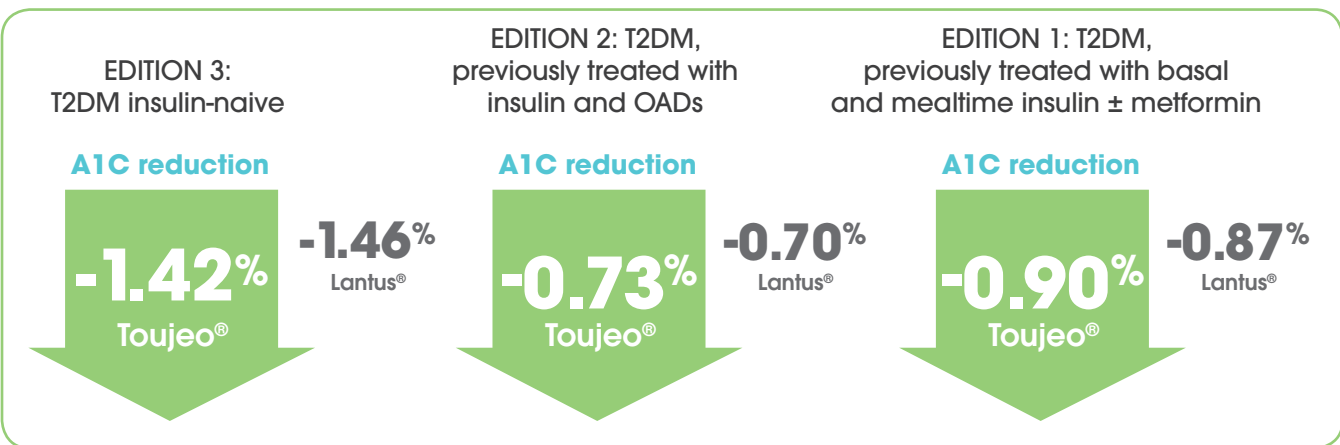 EDITION 3:
T2DM insulin-naive
A1C reduction
-1.42%
Toujeo®
-1.46%
Lantus®
EDITION 2: T2DM,
previously treated with
insulin and OADs
A1C reduction
-0.73%
Toujeo®
-0.70%
Lantus®
EDITION 1: T2DM,
previously treated with basal
and mealtime insulin ± metformin
A1C reduction
-0.90%
Toujeo®
-0.87%
Lantus®